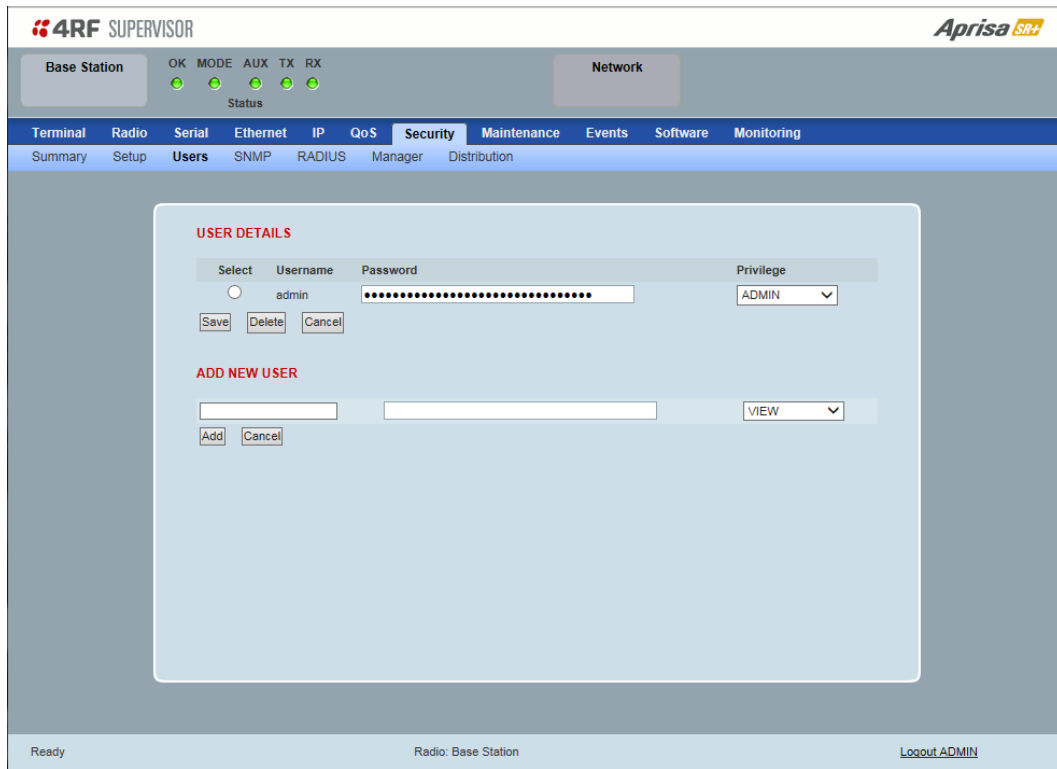 4RF SUPERVISOR
Aprisa SR+
Base Station
OK MODE AUX TX RX
Status
Network
Terminal Radio Serial Ethernet IP QoS Security Maintenance Events Software Monitoring
Summary Setup Users SNMP RADIUS Manager Distribution
USER DETAILS
Select Username Password Privilege
admin •••••••••••••••••••••••••••••••• ADMIN
Save Delete Cancel
ADD NEW USER
VIEW
Add Cancel
Ready Radio: Base Station Logout ADMIN